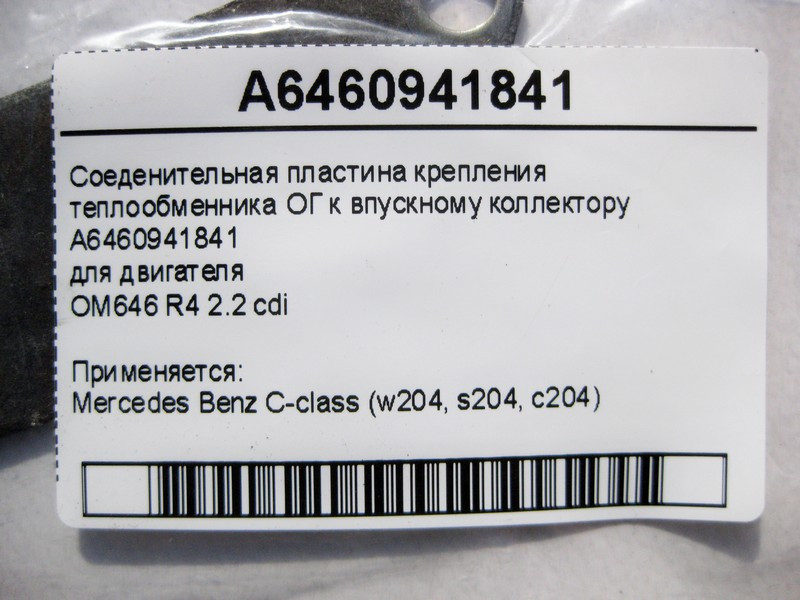 A6460941841
Соеденительная пластина крепления
теплообменника ОГ к впускному коллектору
A6460941841
для двигателя
OM646 R4 2.2 cdi
Применяется:
Mercedes Benz C-class (w204, s204, c204)